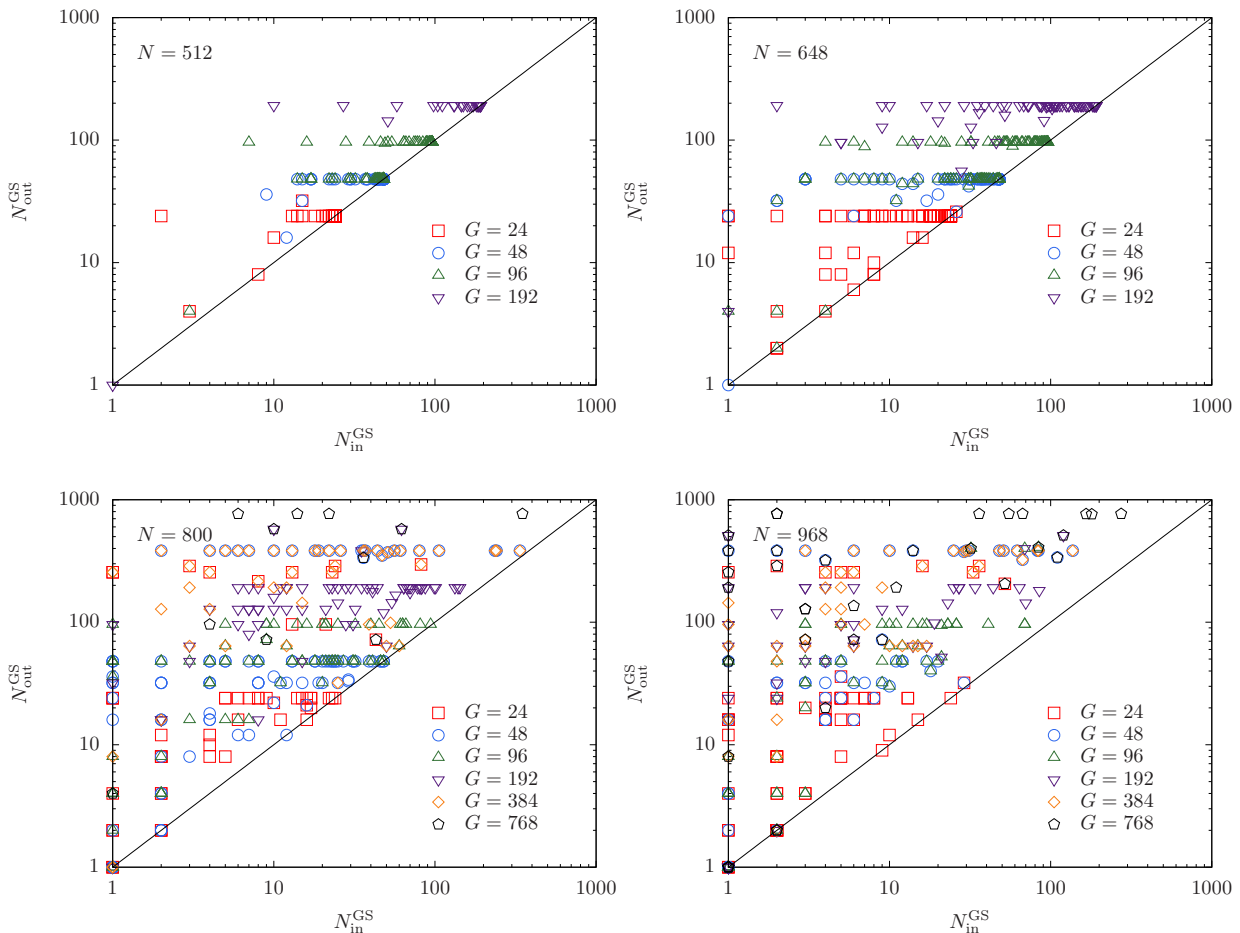 N = 512
N_out^GS
1000
100
10
1
1 10 100 1000
N_in^GS
G = 24
G = 48
G = 96
G = 192
N = 648
N_out^GS
1000
100
10
1
1 10 100 1000
N_in^GS
G = 24
G = 48
G = 96
G = 192
N = 800
N_out^GS
1000
100
10
1
1 10 100 1000
N_in^GS
G = 24
G = 48
G = 96
G = 192
G = 384
G = 768
N = 968
N_out^GS
1000
100
10
1
1 10 100 1000
N_in^GS
G = 24
G = 48
G = 96
G = 192
G = 384
G = 768